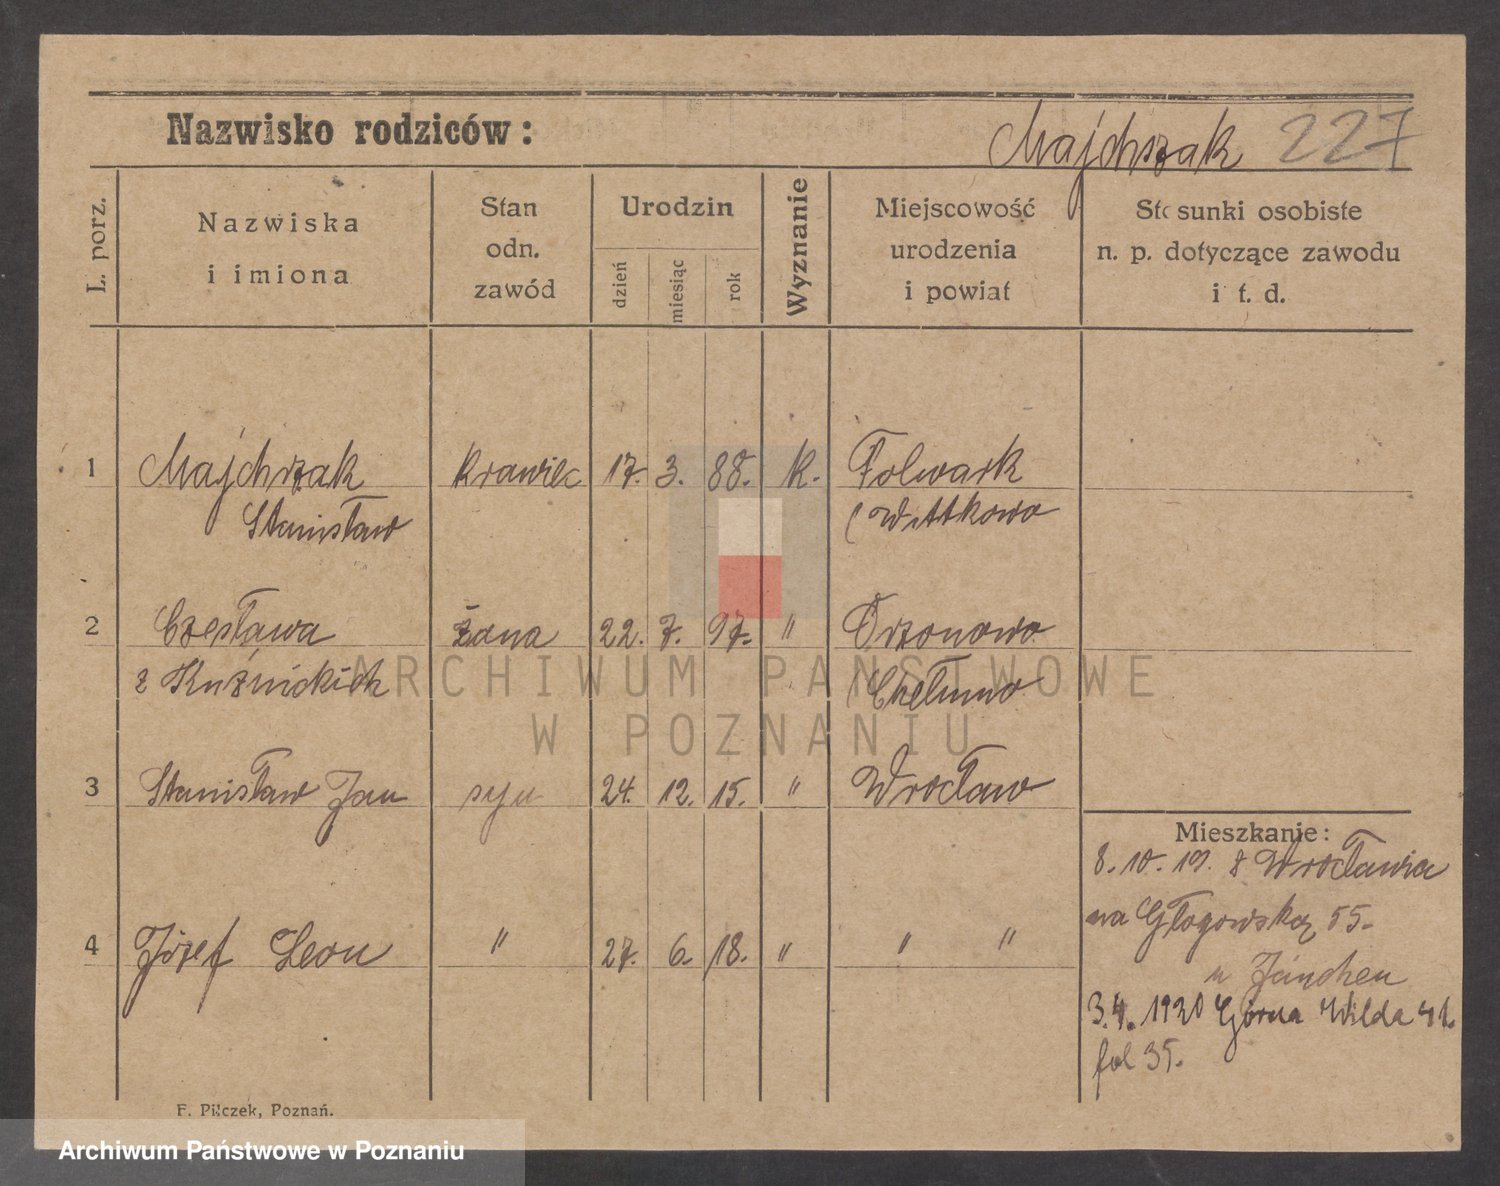 Nazwisko rodziców: Majchrzak 227
L. porz.
Nazwiska
i imiona
Stan
odn.
zawód
Urodzin
dzień
miesiąc
rok
Wyznanie
Miejscowość
urodzenia
i powiat
Stosunki osobiste
n. p. dotyczące zawodu
i t. d.
1 Majchrzak krawiec 17. 3. 88. k. Folwark
Stanisław (Wittkowo
2 Czesława żona 22. 7. 97. " Orzonowo
z Kuźnickich (Chełmno
3 Stanisław Jan syn 24. 12. 15. " Wrocław
4 Józef Leon " 27. 6. 18. " " "
Mieszkanie:
8. 10. 19. z Wrocławia
na Głogowską 55.
u Jänchen
3.4. 1920 Górna Wilda
fol 35.
F. Pilczek, Poznań.
ARCHIWUM PAŃSTWOWE
W POZNANIU
Archiwum Państwowe w Poznaniu